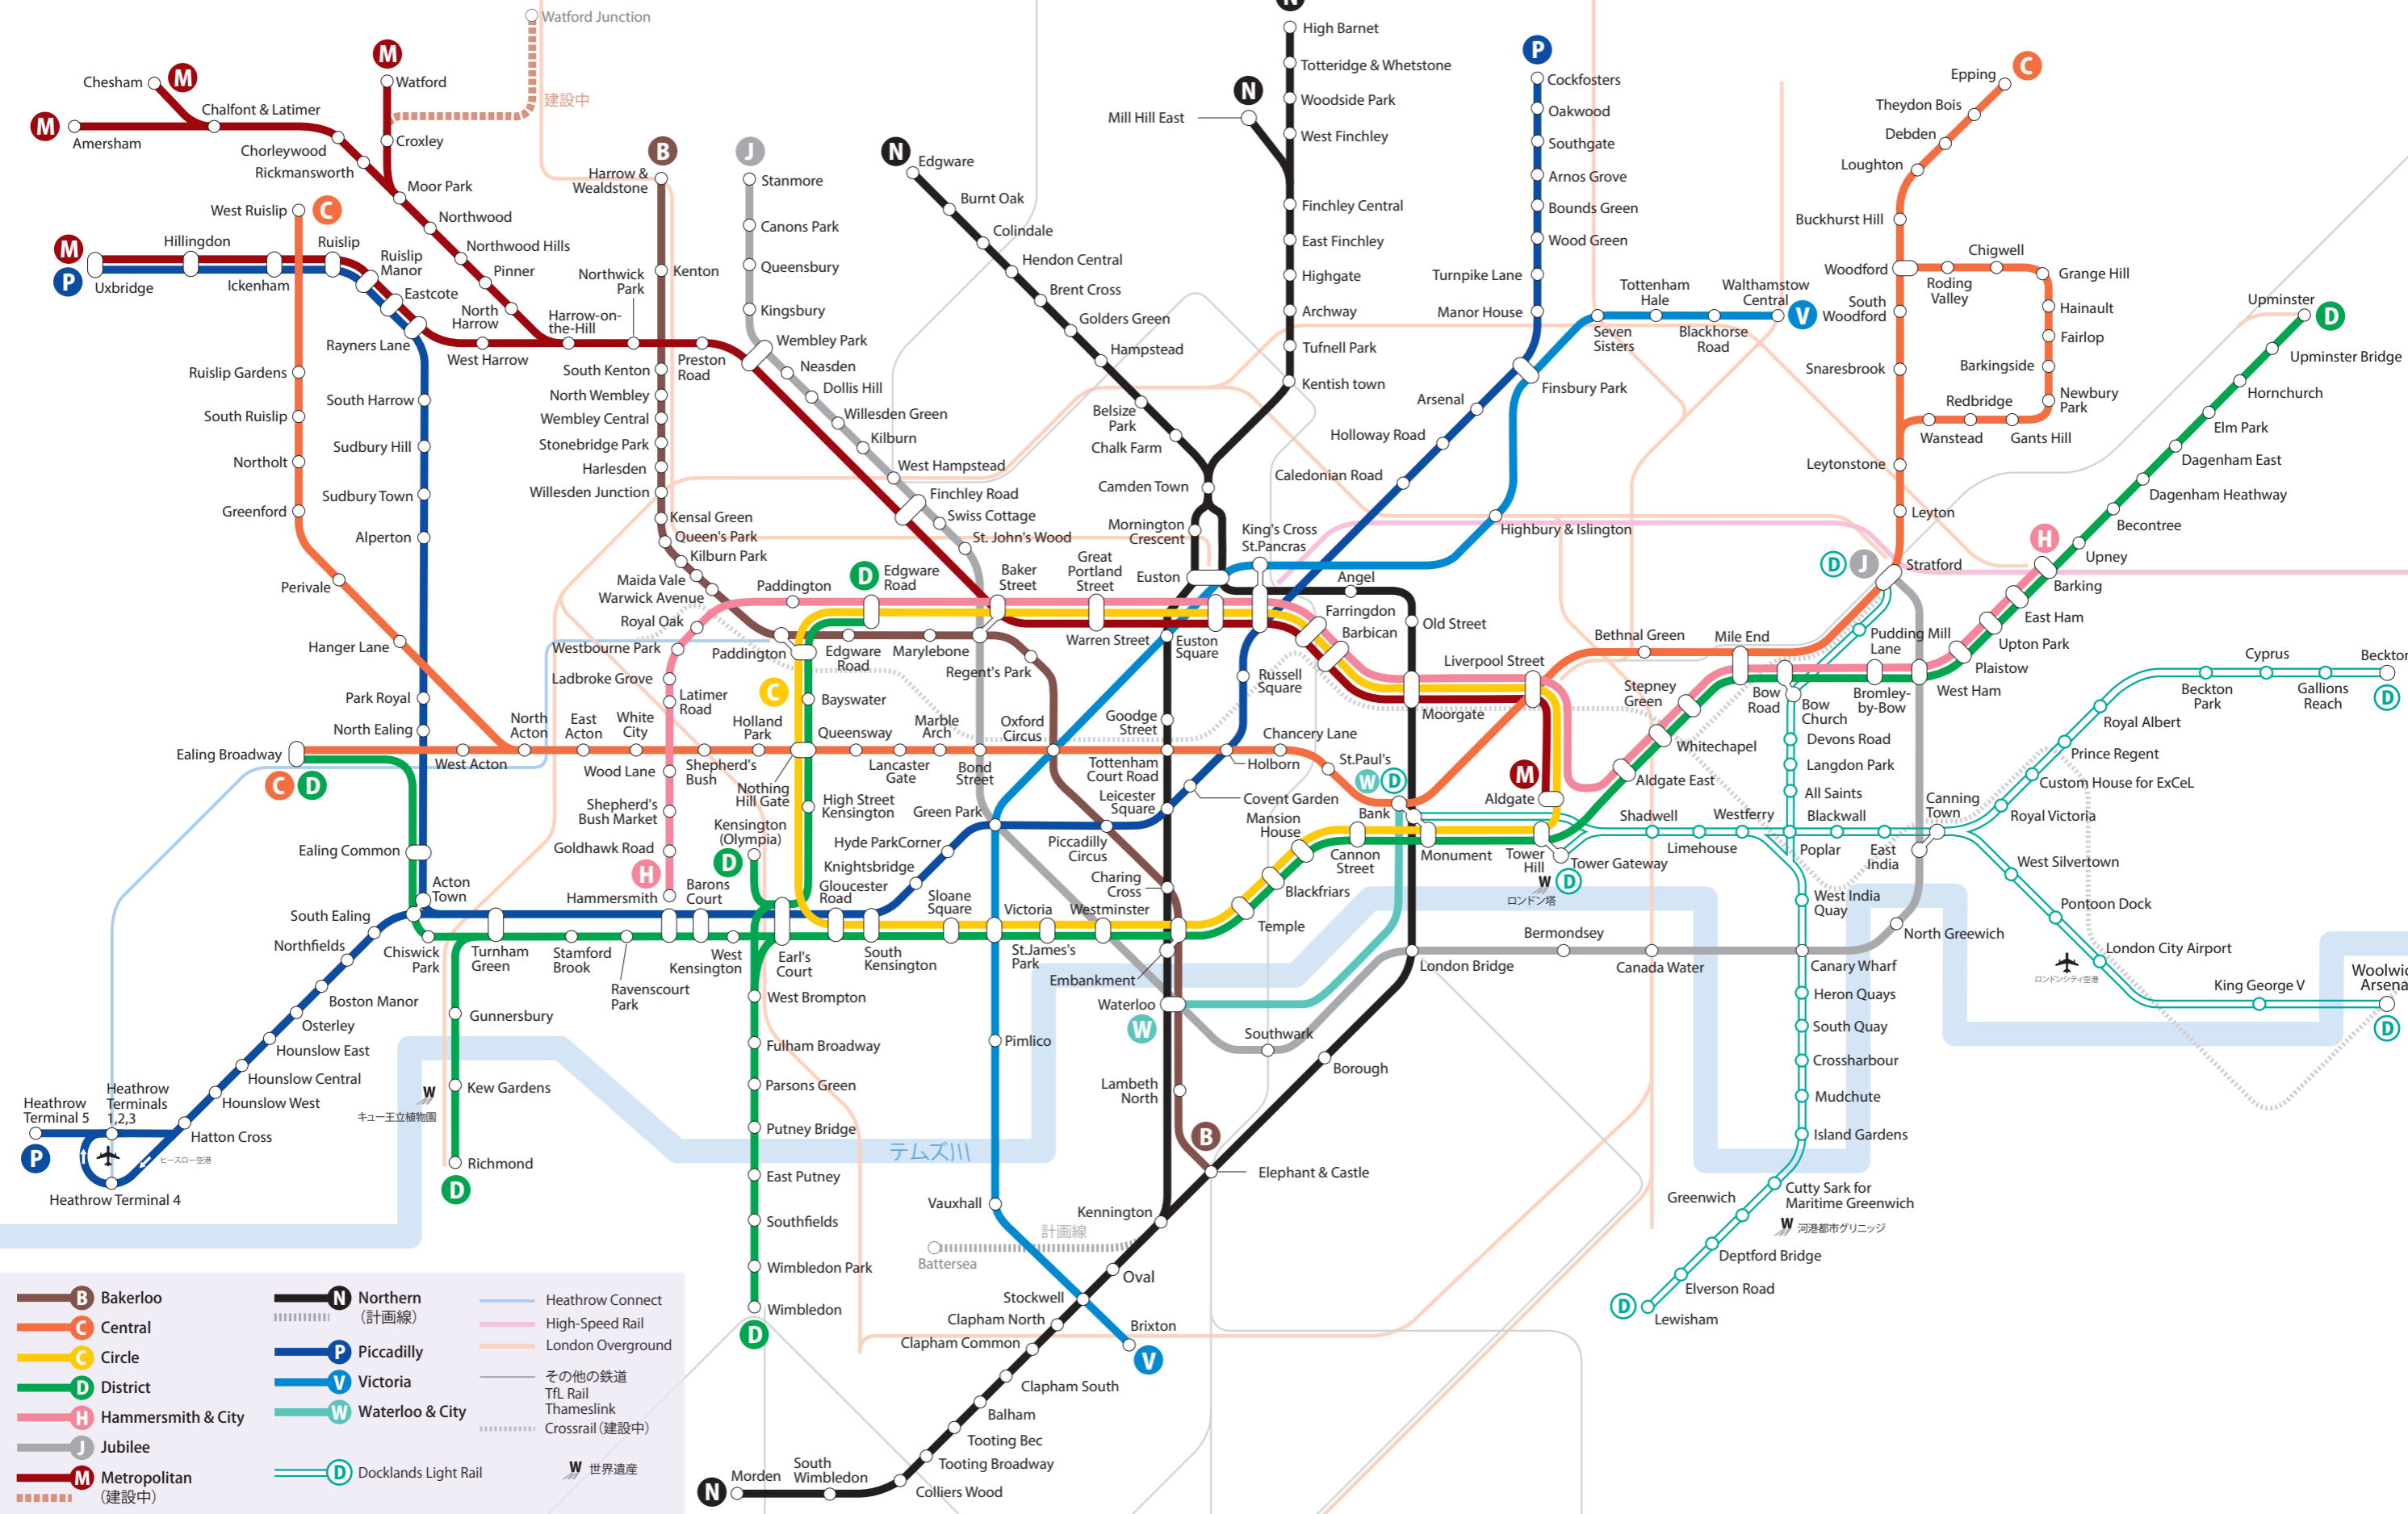 Watford Junction
建設中
N
High Barnet
Totteridge & Whetstone
Woodside Park
West Finchley
N
Mill Hill East
Finchley Central
East Finchley
Highgate
Archway
Tufnell Park
Kentish town
P
Cockfosters
Oakwood
Southgate
Arnos Grove
Bounds Green
Wood Green
Turnpike Lane
Manor House
Finsbury Park
Arsenal
Holloway Road
Caledonian Road
C
Epping
Theydon Bois
Debden
Loughton
Buckhurst Hill
Woodford
South
Woodford
Snaresbrook
Leytonstone
Leyton
Stratford
Roding
Valley
Chigwell
Grange Hill
Hainault
Fairlop
Barkingside
Newbury
Park
Gants Hill
Redbridge
Wanstead
Seven
Sisters
Tottenham
Hale
Blackhorse
Road
Walthamstow
Central
V
Highbury & Islington
Upminster
D
Upminster Bridge
Hornchurch
Elm Park
Dagenham East
Dagenham Heathway
Becontree
Upney
H
Barking
East Ham
Upton Park
Plaistow
West Ham
Bromley-
by-Bow
Bow
Road
Mile End
Stepney
Green
Whitechapel
Aldgate East
Chesham
M
M
Amersham
Chalfont & Latimer
Chorleywood
Rickmansworth
M
Watford
Croxley
Moor Park
Northwood
Northwood Hills
Pinner
North
Harrow
Harrow-on-
the-Hill
Northwick
Park
Preston
Road
West Harrow
West Ruislip
C
M
P
Uxbridge
Hillingdon
Ickenham
Ruislip
Ruislip
Manor
Eastcote
Rayners Lane
Ruislip Gardens
South Ruislip
Northolt
Greenford
Perivale
Hanger Lane
South Harrow
Sudbury Hill
Sudbury Town
Alperton
Park Royal
North Ealing
B
Harrow &
Wealdstone
Kenton
South Kenton
North Wembley
Wembley Central
Stonebridge Park
Harlesden
Willesden Junction
Kensal Green
Queen's Park
Kilburn Park
Maida Vale
Warwick Avenue
J
Stanmore
Canons Park
Queensbury
Kingsbury
Wembley Park
Neasden
Dollis Hill
Willesden Green
Kilburn
West Hampstead
Finchley Road
Swiss Cottage
St. John's Wood
N
Edgware
Burnt Oak
Colindale
Hendon Central
Brent Cross
Golders Green
Hampstead
Belsize
Park
Chalk Farm
Camden Town
Mornington
Crescent
Euston
King's Cross
St.Pancras
Angel
Old Street
Paddington
D
Edgware
Road
Baker
Street
Great
Portland
Street
Warren Street
Euston
Square
Farringdon
Barbican
Moorgate
Liverpool Street
Bethnal Green
Royal Oak
Westbourne Park
Ladbroke Grove
Latimer
Road
Wood Lane
Shepherd's
Bush Market
Goldhawk Road
H
Hammersmith
Paddington
Edgware
Road
Marylebone
Regent's Park
C
Bayswater
Russell
Square
Ealing Broadway
C
D
West Acton
North
Acton
East
Acton
White
City
Shepherd's
Bush
Holland
Park
Nothing
Hill Gate
Queensway
Lancaster
Gate
Marble
Arch
Bond
Street
Oxford
Circus
Goodge
Street
Tottenham
Court Road
Holborn
Chancery Lane
St.Paul's
W
D
Bank
M
Aldgate
High Street
Kensington
Kensington
(Olympia)
D
Green Park
Leicester
Square
Covent Garden
Mansion
House
Cannon
Street
Monument
Tower
Hill
Tower Gateway
D
W
ロンドン塔
Hyde ParkCorner
Knightsbridge
Piccadilly
Circus
Charing
Cross
Blackfriars
Temple
Ealing Common
Acton
Town
South Ealing
Northfields
Boston Manor
Osterley
Hounslow East
Hounslow Central
Hounslow West
Hatton Cross
Heathrow
Terminal 5
Heathrow
Terminals
1,2,3
P
ヒースロー空港
Heathrow Terminal 4
Chiswick
Park
Turnham
Green
Stamford
Brook
Ravenscourt
Park
Barons
Court
West
Kensington
Earl's
Court
Gloucester
Road
South
Kensington
Sloane
Square
Victoria
St.James's
Park
Westminster
Embankment
Gunnersbury
Kew Gardens
W
キュー王立植物園
Richmond
D
West Brompton
Fulham Broadway
Parsons Green
Putney Bridge
East Putney
Southfields
Wimbledon Park
Wimbledon
D
Waterloo
W
Southwark
Borough
Lambeth
North
B
Elephant & Castle
London Bridge
Bermondsey
Canada Water
Canary Wharf
North Greewich
Pimlico
テムズ川
Vauxhall
Kennington
計画線
Battersea
Oval
Stockwell
Clapham North
Clapham Common
Brixton
V
Clapham South
Balham
Tooting Bec
Tooting Broadway
Colliers Wood
South
Wimbledon
Morden
N
D
J
Pudding Mill
Lane
Bow
Church
Devons Road
Langdon Park
All Saints
Shadwell
Limehouse
Westferry
Poplar
Blackwall
East
India
Canning
Town
West India
Quay
Heron Quays
South Quay
Crossharbour
Mudchute
Island Gardens
Cutty Sark for
Maritime Greenwich
W
河港都市グリニッジ
Greenwich
Deptford Bridge
Elverson Road
D
Lewisham
Royal Victoria
Custom House for ExCeL
Prince Regent
Royal Albert
Beckton
Park
Cyprus
Gallions
Reach
Beckton
D
West Silvertown
Pontoon Dock
London City Airport
ロンドンシティ空港
King George V
Woolwic
Arsena
D
B Bakerloo
C Central
C Circle
D District
H Hammersmith & City
J Jubilee
M Metropolitan
(建設中)
N Northern
(計画線)
P Piccadilly
V Victoria
W Waterloo & City
D Docklands Light Rail
Heathrow Connect
High-Speed Rail
London Overground
その他の鉄道
TfL Rail
Thameslink
Crossrail(建設中)
W 世界遺産